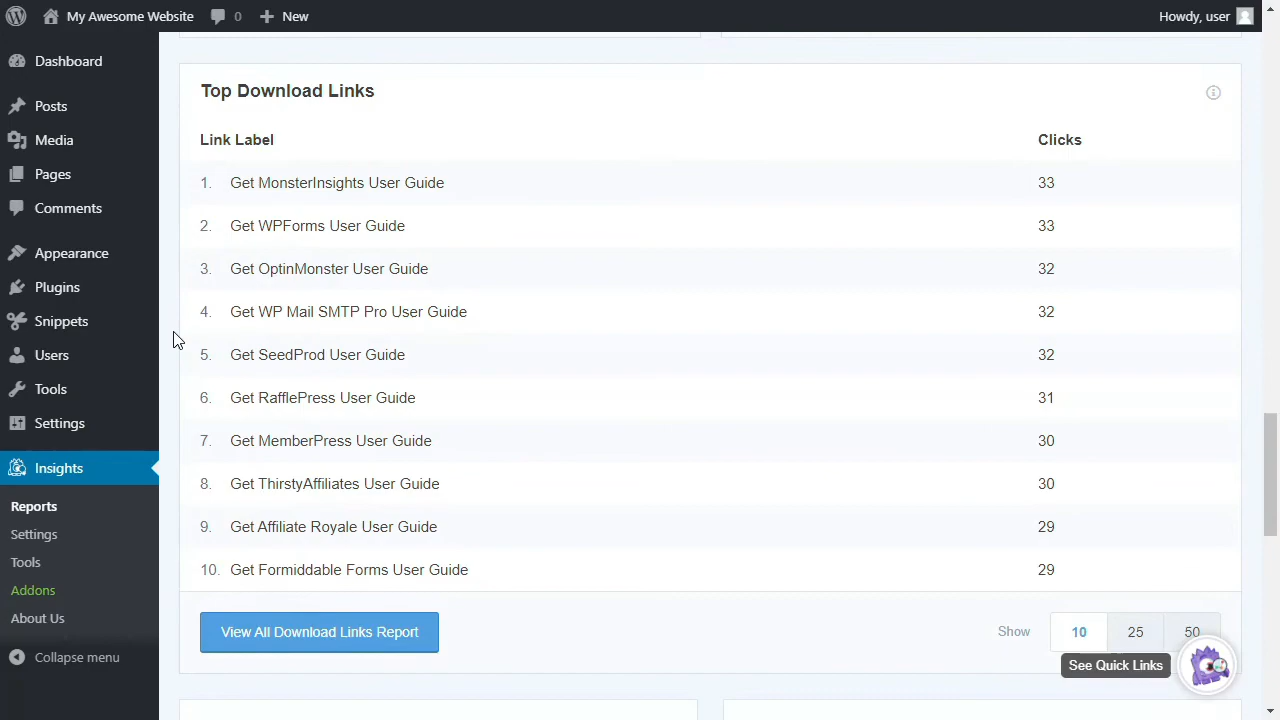 My Awesome Website 0 New Howdy, user
Dashboard
Posts
Media
Pages
Comments
Appearance
Plugins
Snippets
Users
Tools
Settings
Insights
Reports
Settings
Tools
Addons
About Us
Collapse menu
Top Download Links
Link Label Clicks
1. Get MonsterInsights User Guide 33
2. Get WPForms User Guide 33
3. Get OptinMonster User Guide 32
4. Get WP Mail SMTP Pro User Guide 32
5. Get SeedProd User Guide 32
6. Get RafflePress User Guide 31
7. Get MemberPress User Guide 30
8. Get ThirstyAffiliates User Guide 30
9. Get Affiliate Royale User Guide 29
10. Get Formiddable Forms User Guide 29
View All Download Links Report Show 10 25 50
See Quick Links